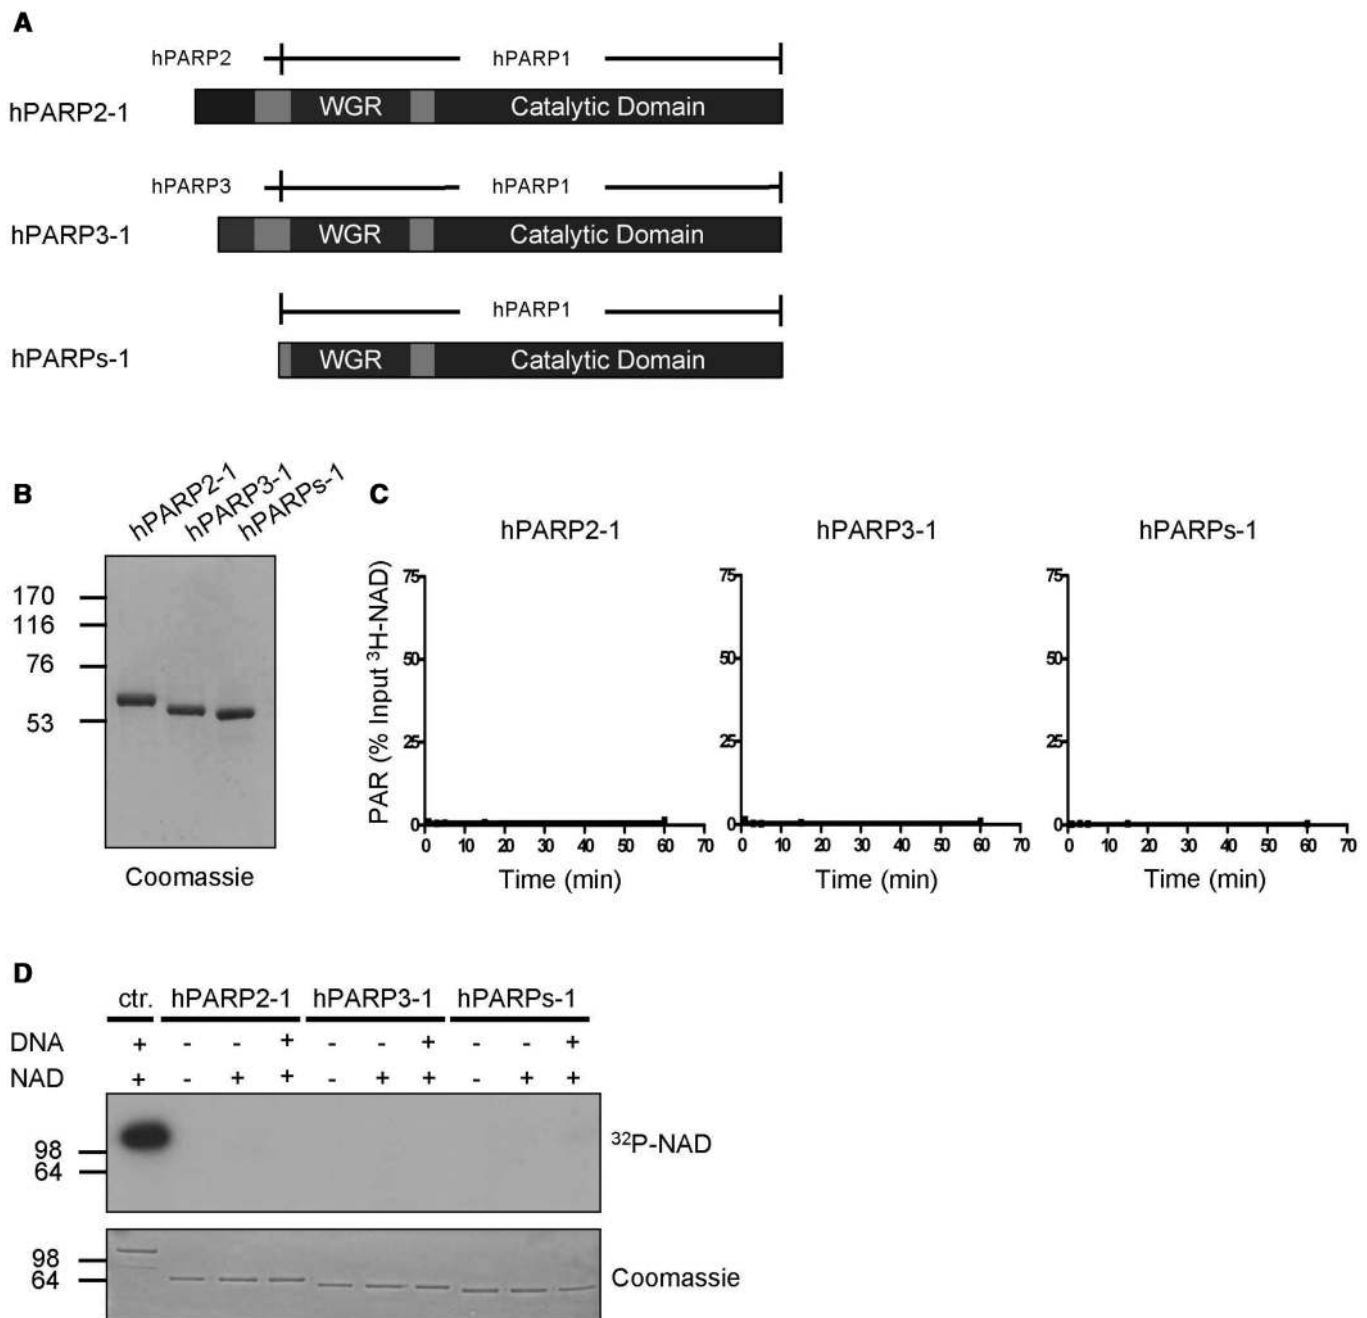 A
hPARP2 hPARP1
hPARP2-1 WGR Catalytic Domain
hPARP3 hPARP1
hPARP3-1 WGR Catalytic Domain
hPARP1
hPARPs-1 WGR Catalytic Domain
B
hPARP2-1
hPARP3-1
hPARPs-1
170
116
76
53
Coomassie
C
hPARP2-1 hPARP3-1 hPARPs-1
PAR (% Input ³H-NAD)
75 75 75
50 50 50
25 25 25
0 0 0
0 10 20 30 40 50 60 70 0 10 20 30 40 50 60 70 0 10 20 30 40 50 60 70
Time (min) Time (min) Time (min)
D
ctr. hPARP2-1 hPARP3-1 hPARPs-1
DNA + - - + - - + - - +
NAD + - + + - + + - + +
98
64
³²P-NAD
98
64
Coomassie